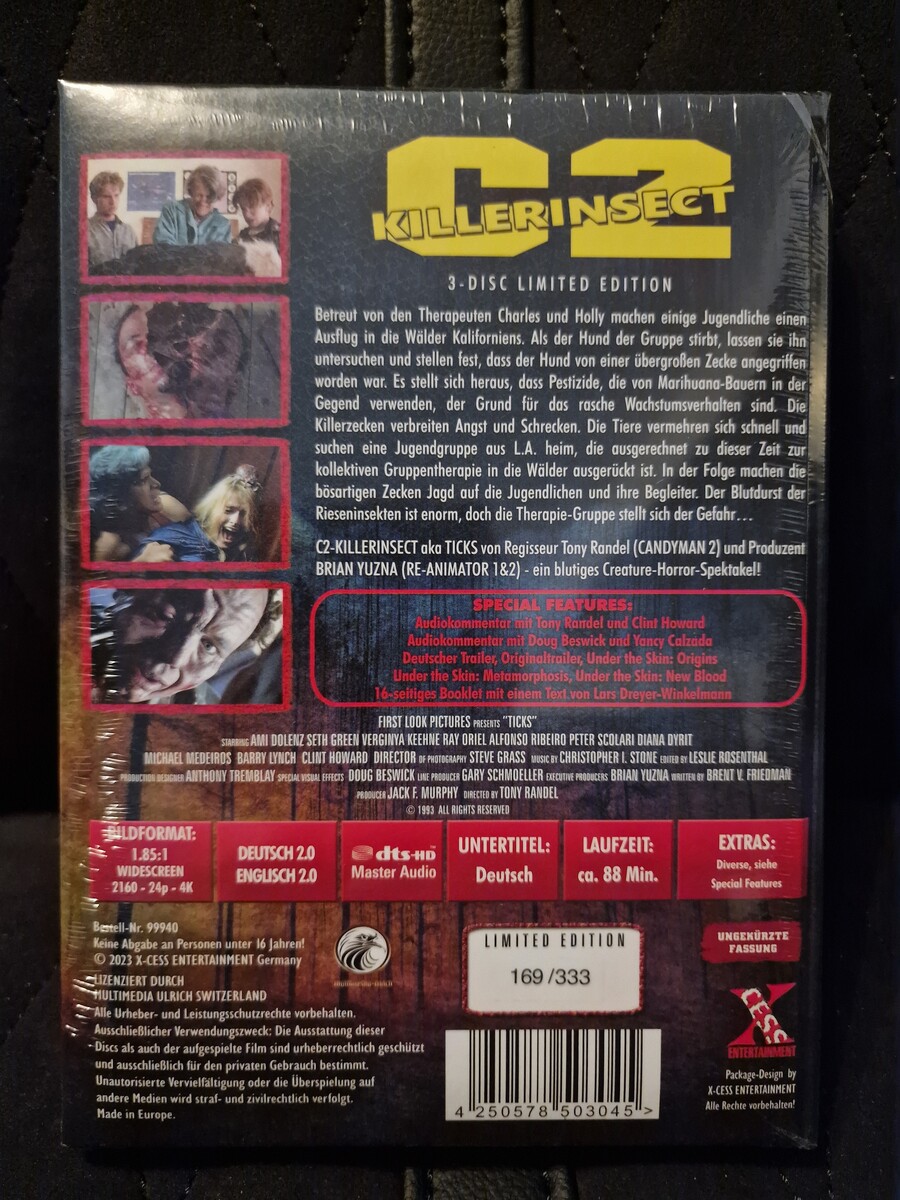 C2
KILLERINSECT
3-DISC LIMITED EDITION
Betreut von den Therapeuten Charles und Holly machen einige Jugendliche einen
Ausflug in die Wälder Kaliforniens. Als der Hund der Gruppe stirbt, lassen sie ihn
untersuchen und stellen fest, dass der Hund von einer übergroßen Zecke angegriffen
worden war. Es stellt sich heraus, dass Pestizide, die von Marihuana-Bauern in der
Gegend verwenden, der Grund für das rasche Wachstumsverhalten sind. Die
Killerzecken verbreiten Angst und Schrecken. Die Tiere vermehren sich schnell und
suchen eine Jugendgruppe aus L.A. heim, die ausgerechnet zu dieser Zeit zur
kollektiven Gruppentherapie in die Wälder ausgerückt ist. In der Folge machen die
bösartigen Zecken Jagd auf die Jugendlichen und ihre Begleiter. Der Blutdurst der
Rieseninsekten ist enorm, doch die Therapie-Gruppe stellt sich der Gefahr...
C2-KILLERINSECT aka TICKS von Regisseur Tony Randel (CANDYMAN 2) und Produzent
BRIAN YUZNA (RE-ANIMATOR 1&2) - ein blutiges Creature-Horror-Spektakel!
SPECIAL FEATURES:
Audiokommentar mit Tony Randel und Clint Howard
Audiokommentar mit Doug Beswick und Yancy Calzada
Deutscher Trailer, Originaltrailer, Under the Skin: Origins
Under the Skin: Metamorphosis, Under the Skin: New Blood
16-seitiges Booklet mit einem Text von Lars Dreyer-Winkelmann
FIRST LOOK PICTURES PRESENTS "TICKS"
STARRING AMI DOLENZ SETH GREEN VERGINYA KEEHNE RAY ORIEL ALFONSO RIBEIRO PETER SCOLARI DIANA DYRIT
MICHAEL MEDEIROS BARRY LYNCH CLINT HOWARD DIRECTOR OF PHOTOGRAPHY STEVE GRASS MUSIC BY CHRISTOPHER I. STONE EDITED BY LESLIE ROSENTHAL
PRODUCTION DESIGNER ANTHONY TREMBLAY SPECIAL VISUAL EFFECTS DOUG BESWICK LINE PRODUCER GARY SCHMOELLER EXECUTIVE PRODUCERS BRIAN YUZNA WRITTEN BY BRENT V. FRIEDMAN
PRODUCER JACK F. MURPHY DIRECTED BY TONY RANDEL
© 1993 ALL RIGHTS RESERVED
BILDFORMAT:
1.85:1
WIDESCREEN
2160 - 24p - 4K
DEUTSCH 2.0
ENGLISCH 2.0
dts-HD
Master Audio
UNTERTITEL:
Deutsch
LAUFZEIT:
ca. 88 Min.
EXTRAS:
Diverse, siehe
Special Features
Bestell-Nr. 99940
Keine Abgabe an Personen unter 16 Jahren!
© 2023 X-CESS ENTERTAINMENT Germany
LIZENZIERT DURCH
MULTIMEDIA ULRICH SWITZERLAND
Alle Urheber- und Leistungsschutzrechte vorbehalten.
Ausschließlicher Verwendungszweck: Die Ausstattung dieser
Discs als auch der aufgespielte Film sind urheberrechtlich geschützt
und ausschließlich für den privaten Gebrauch bestimmt.
Unautorisierte Vervielfältigung oder die Überspielung auf
andere Medien wird straf- und zivilrechtlich verfolgt.
Made in Europe.
LIMITED EDITION
169 /333
4 250578 503045 >
UNGEKÜRZTE
FASSUNG
X CESS
ENTERTAINMENT
Package-Design by
X-CESS ENTERTAINMENT
Alle Rechte vorbehalten!